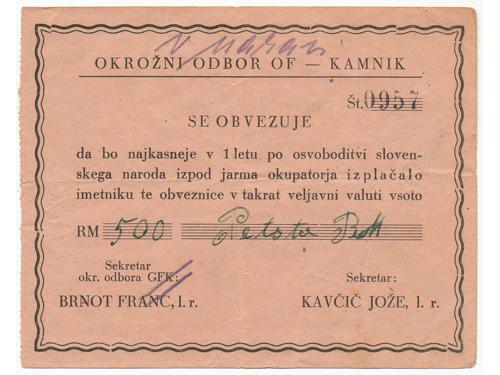 v naravi
OKROŽNI ODBOR OF — KAMNIK
Št. 0957
SE OBVEZUJE
da bo najkasneje v 1 letu po osvoboditvi sloven-
skega naroda izpod jarma okupatorja izplačalo
imetniku te obveznice v takrat veljavni valuti vsoto
RM 500 Petsto RM
Sekretar
okr. odbora GFK:
BRNOT FRANC, l. r.
Sekretar:
KAVČIČ JOŽE, l. r.